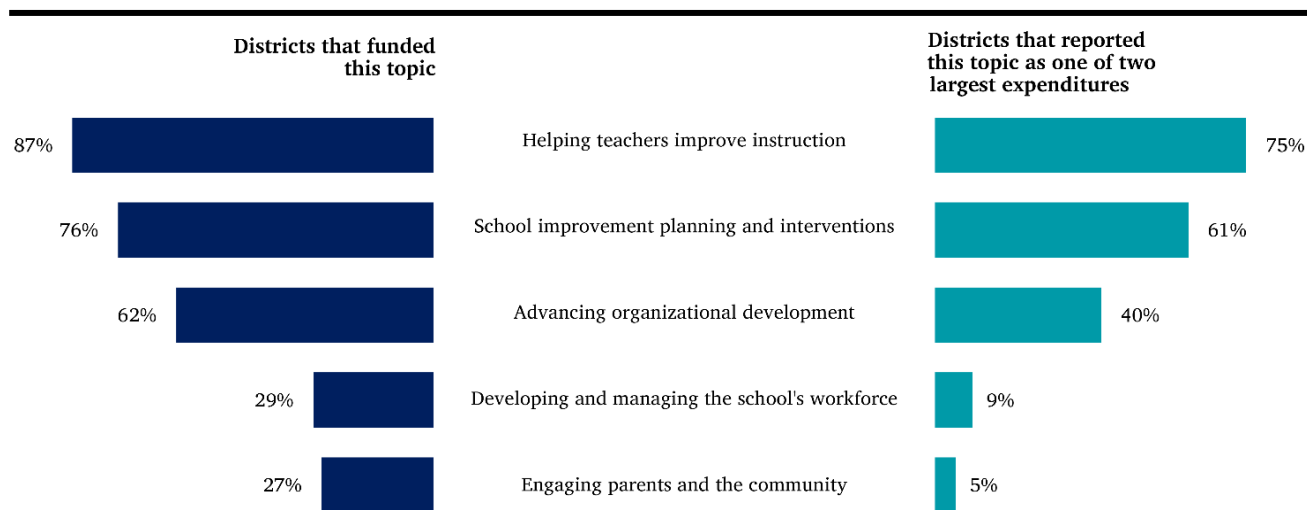 Districts that funded
this topic
Districts that reported
this topic as one of two
largest expenditures
87%
Helping teachers improve instruction
75%
76%
School improvement planning and interventions
61%
62%
Advancing organizational development
40%
29%
Developing and managing the school's workforce
9%
27%
Engaging parents and the community
5%